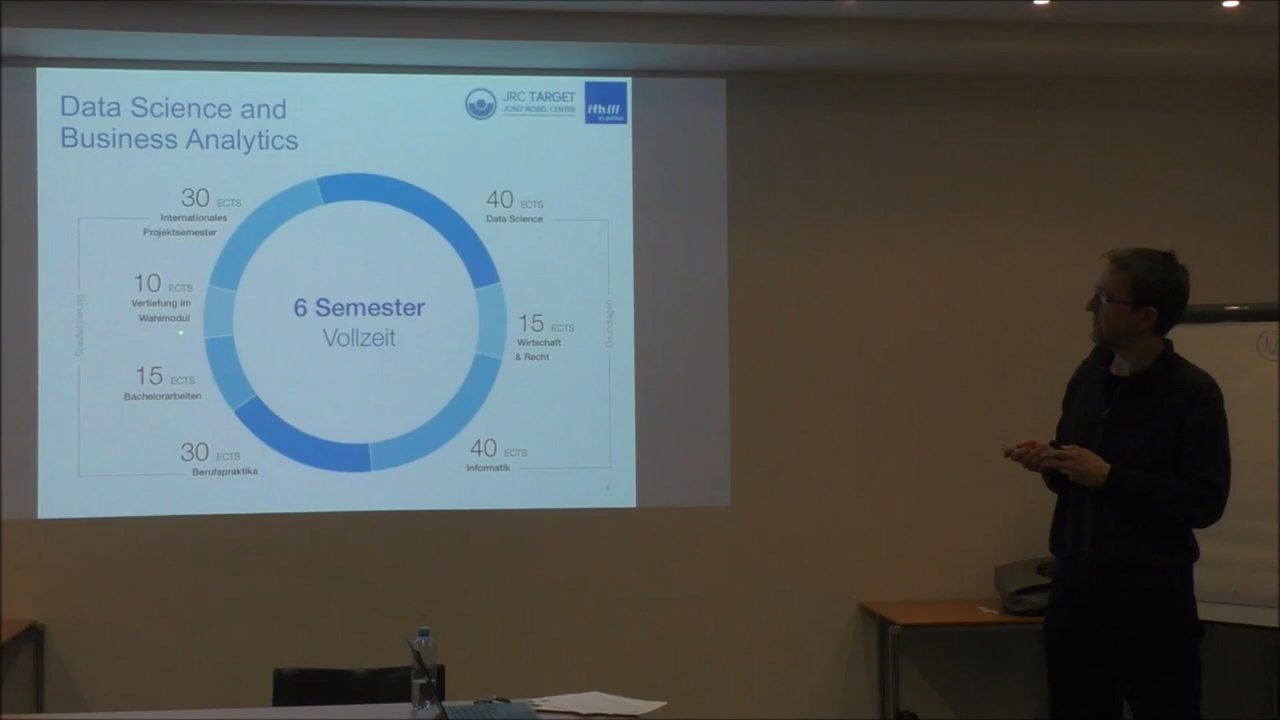 Data Science and
Business Analytics
JRC TARGET
JOSEF RESSEL CENTER
/fh///
st.pölten
30 ECTS
Internationales
Projektsemester
40 ECTS
Data Science
10 ECTS
Vertiefung im
Wahlmodul
6 Semester
Vollzeit
15 ECTS
Wirtschaft
& Recht
15 ECTS
Bachelorarbeiten
30 ECTS
Berufspraktika
40 ECTS
Informatik
Spezialisierung
Grundlagen